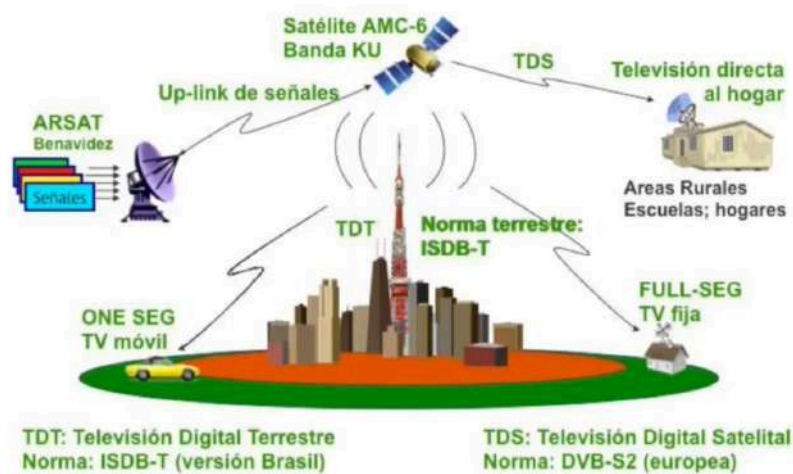 Satélite AMC-6
Banda KU
TDS
Televisión directa
al hogar
Up-link de señales
ARSAT
Benavidez
Señales
Areas Rurales
Escuelas; hogares
TDT
Norma terrestre:
ISDB-T
ONE SEG
TV móvil
FULL-SEG
TV fija
TDT: Televisión Digital Terrestre
Norma: ISDB-T (versión Brasil)
TDS: Televisión Digital Satelital
Norma: DVB-S2 (europea)